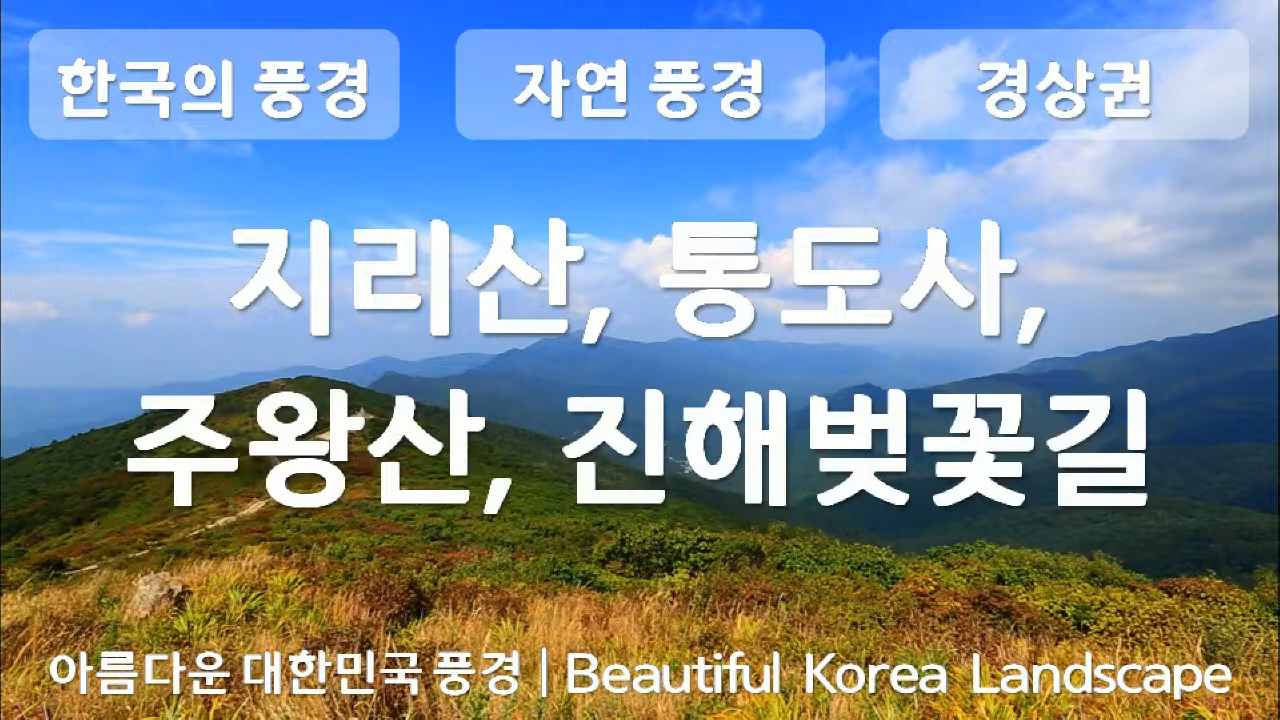 한국의 풍경
자연 풍경
경상권
지리산, 통도사,
주왕산, 진해벚꽃길
아름다운 대한민국 풍경 | Beautiful Korea Landscape